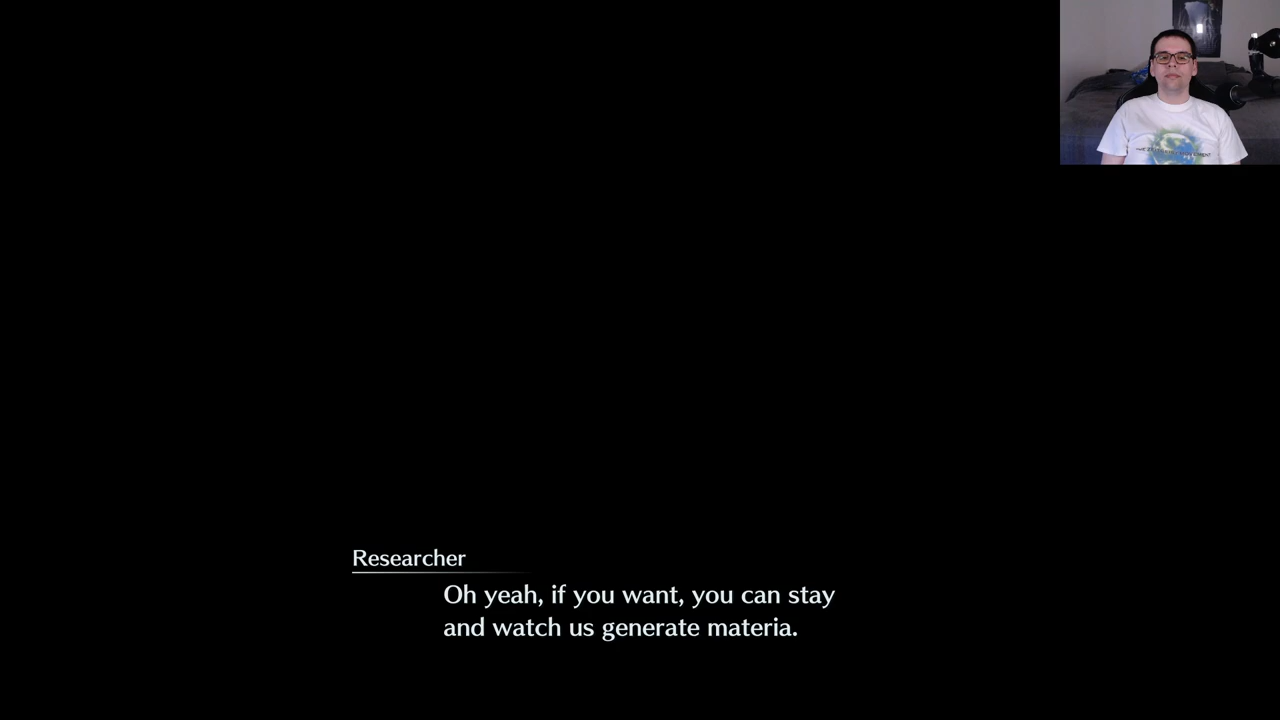 Researcher
Oh yeah, if you want, you can stay
and watch us generate materia.